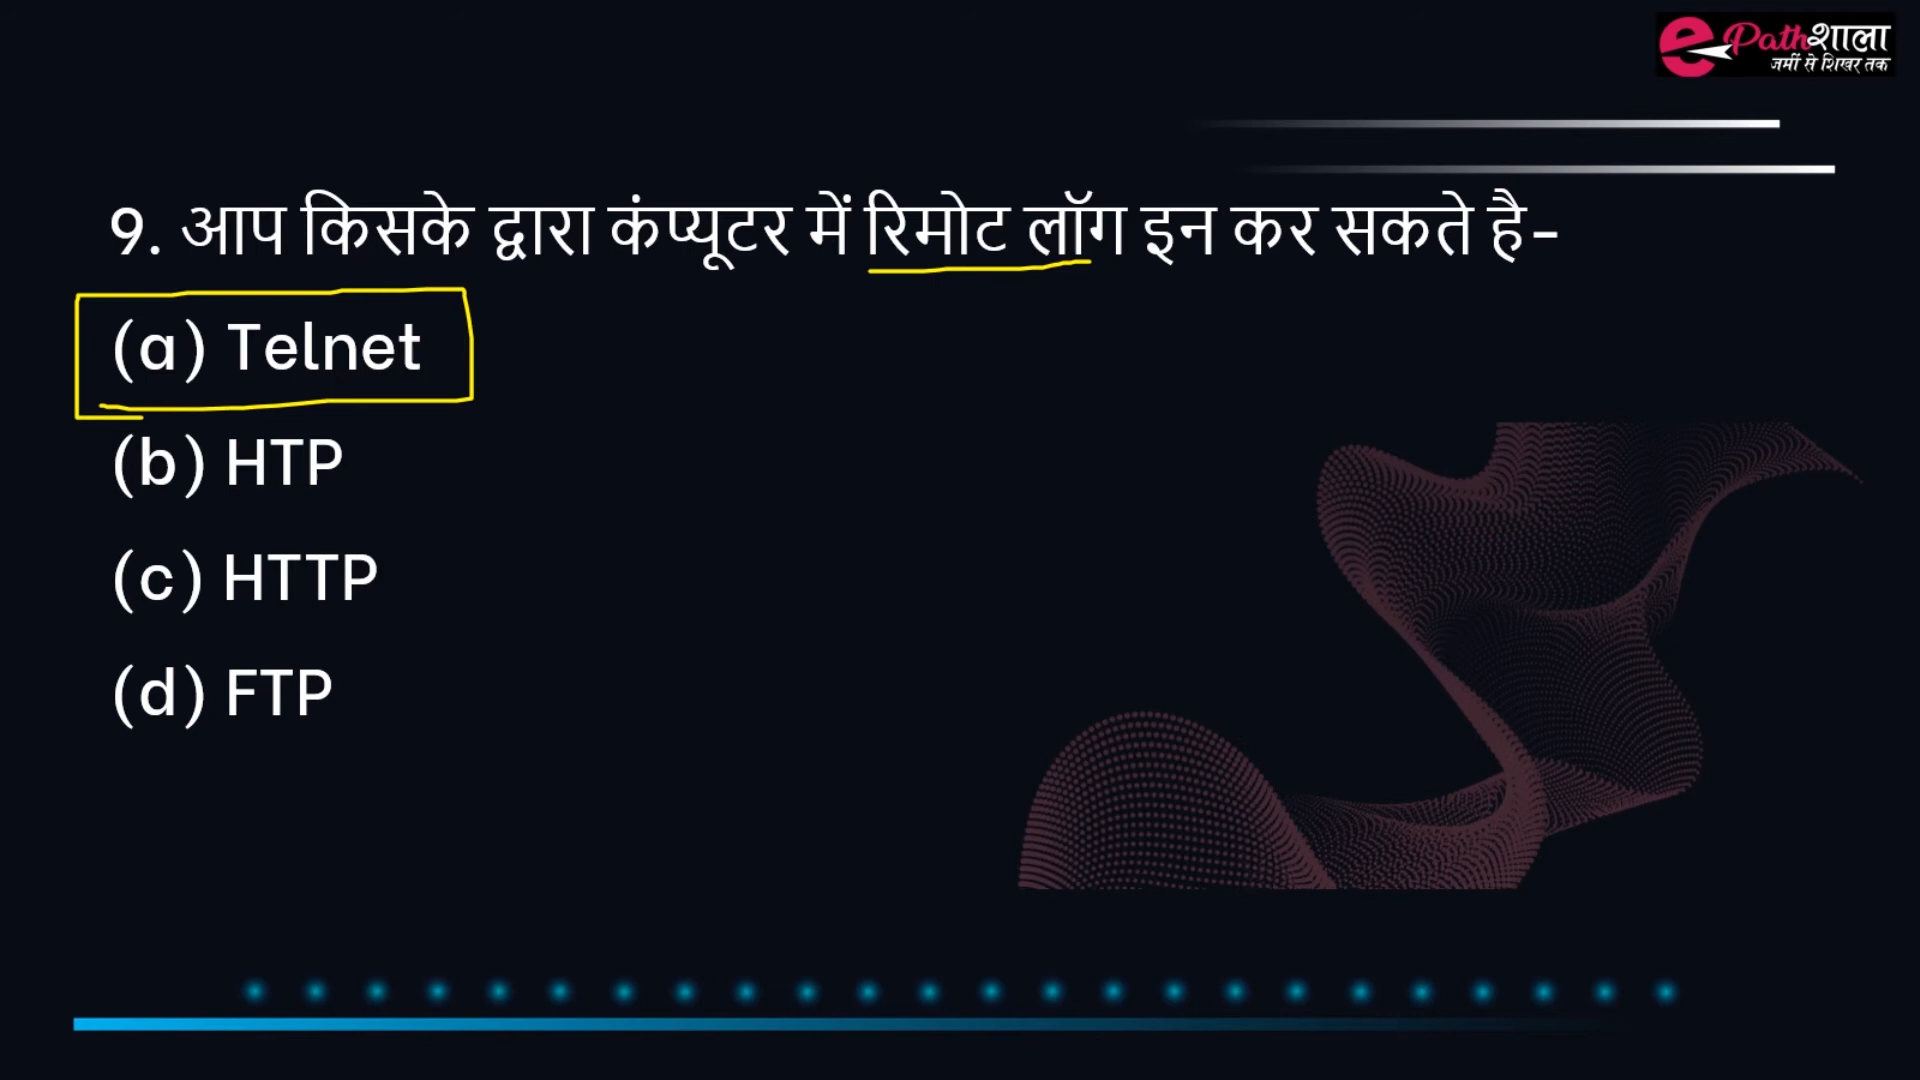 ePathशाला
जमीं से शिखर तक
9. आप किसके द्वारा कंप्यूटर में रिमोट लॉग इन कर सकते है-
(a) Telnet
(b) HTP
(c) HTTP
(d) FTP